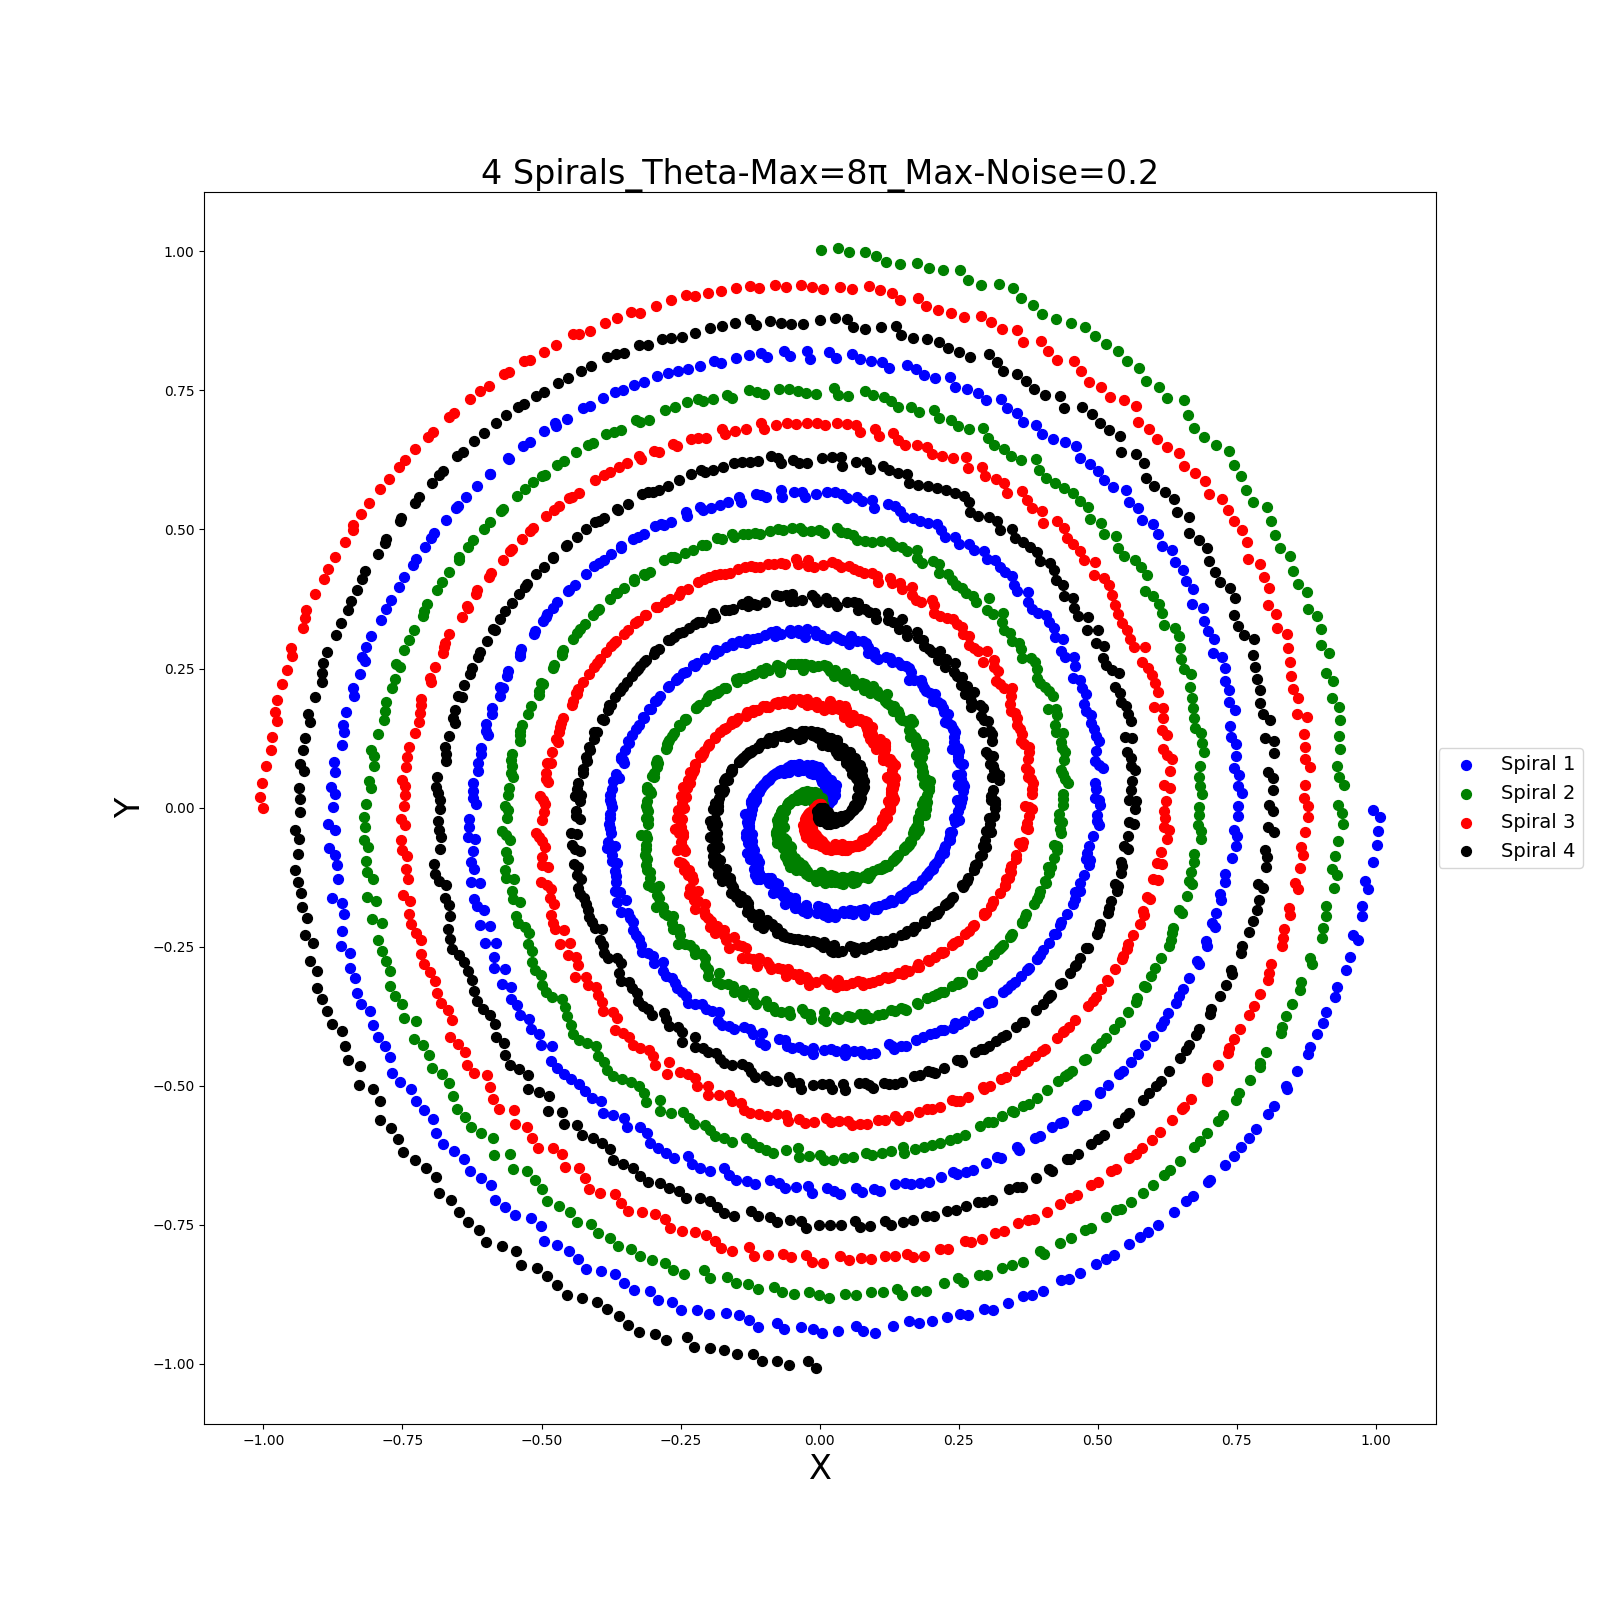 4 Spirals_Theta-Max=8π_Max-Noise=0.2
1.00
0.75
0.50
0.25
0.00
−0.25
−0.50
−0.75
−1.00
Y
Spiral 1
Spiral 2
Spiral 3
Spiral 4
−1.00 −0.75 −0.50 −0.25 0.00 0.25 0.50 0.75 1.00
X